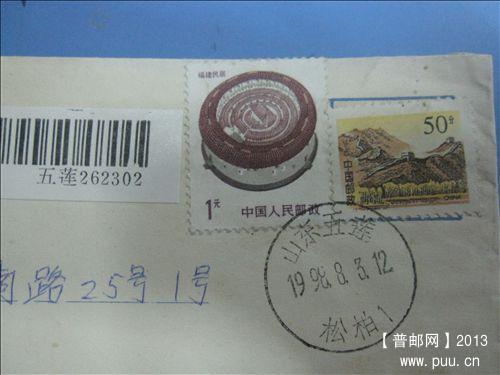 福建民居
1元
中国人民邮政
50分
中国邮政
CHINA
五莲262302
山东五莲
1996.8.3.12
松柏1
路25号1号
【普邮网】2013
www.puu.cn